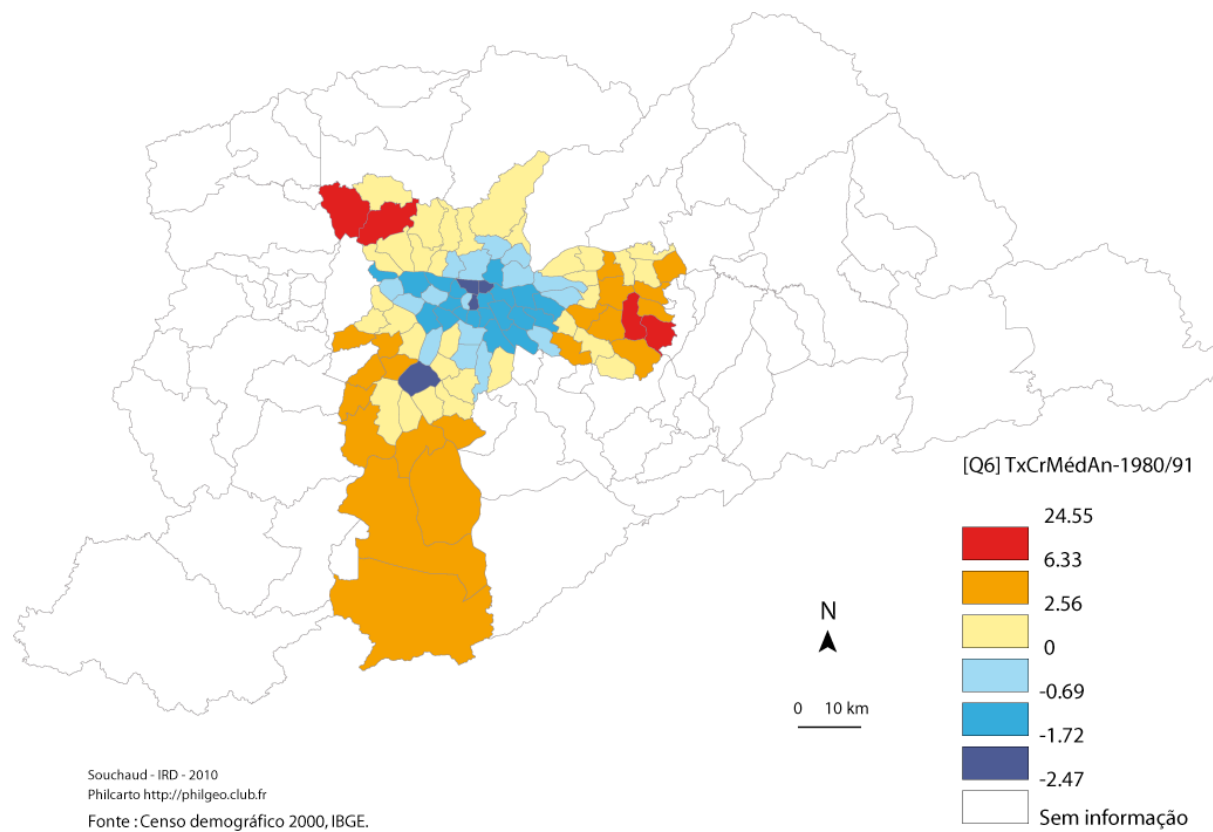 [Q6] TxCrMédAn-1980/91
24.55
6.33
2.56
0
-0.69
-1.72
-2.47
Sem informação
N
0 10 km
Souchaud - IRD - 2010
Philcarto http://philgeo.club.fr
Fonte : Censo demográfico 2000, IBGE.